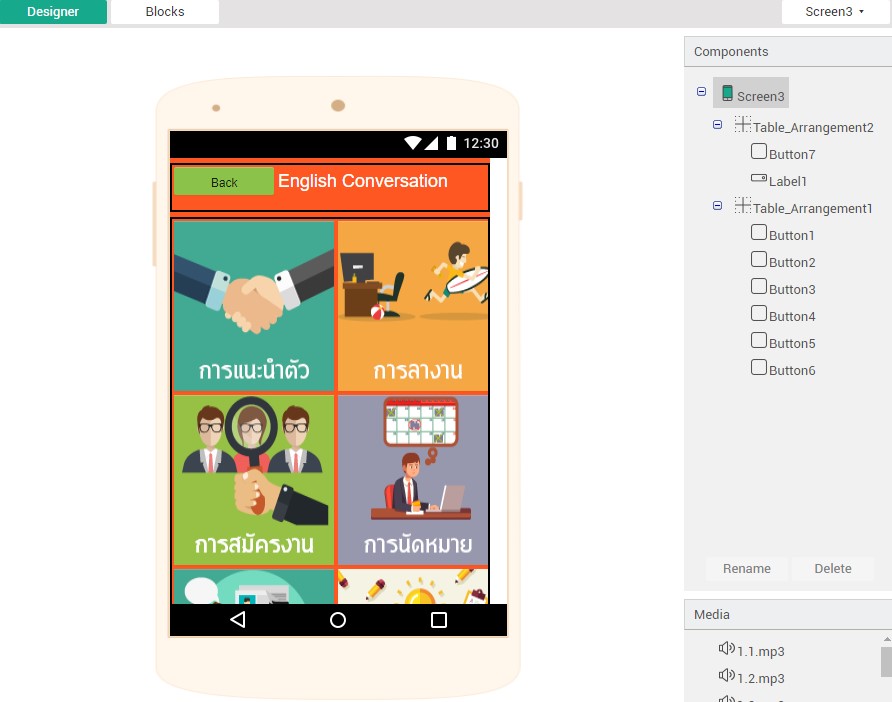 Designer
Blocks
Screen3
Components
Screen3
Table_Arrangement2
Button7
Label1
Table_Arrangement1
Button1
Button2
Button3
Button4
Button5
Button6
Rename
Delete
Media
1.1.mp3
1.2.mp3
12:30
Back
English Conversation
การแนะนำตัว
การลางาน
การสมัครงาน
การนัดหมาย